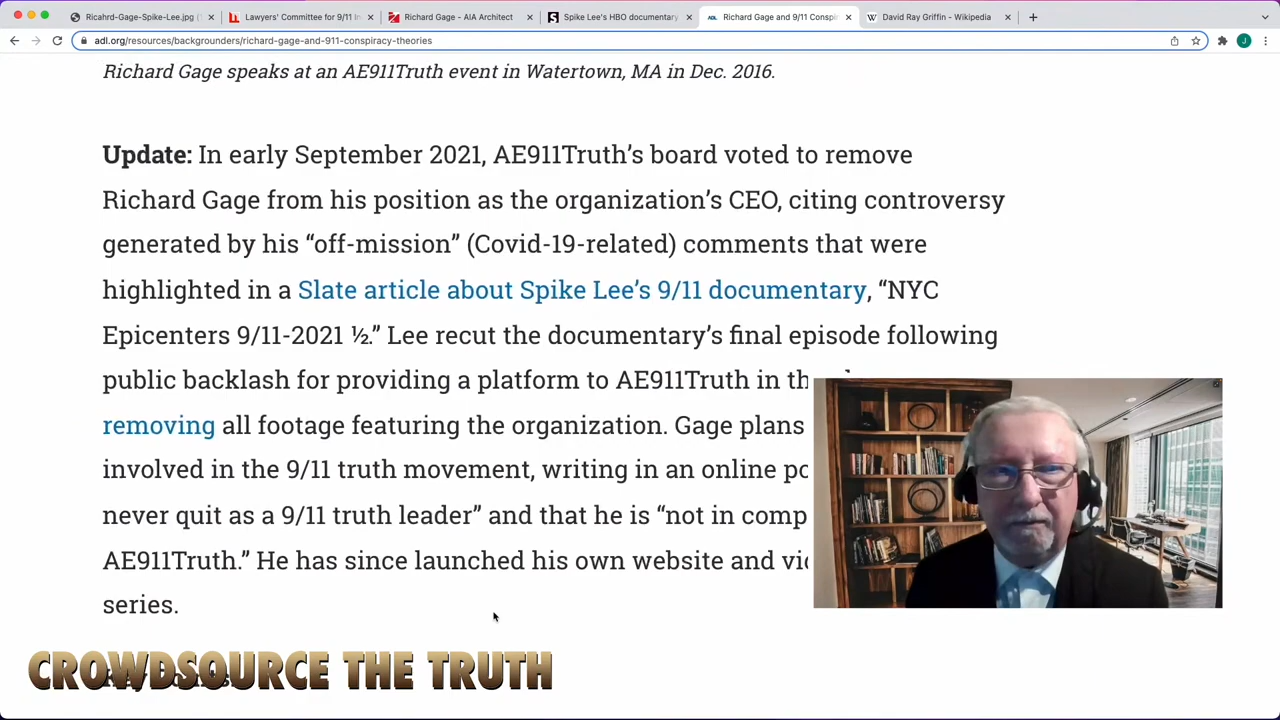 Ricahrd-Gage-Spike-Lee.jpg (
Lawyers' Committee for 9/11 In
Richard Gage - AIA Architect
Spike Lee's HBO documentary
Richard Gage and 9/11 Conspi
David Ray Griffin - Wikipedia
adl.org/resources/backgrounders/richard-gage-and-911-conspiracy-theories
J
Richard Gage speaks at an AE911Truth event in Watertown, MA in Dec. 2016.
Update: In early September 2021, AE911Truth’s board voted to remove
Richard Gage from his position as the organization’s CEO, citing controversy
generated by his “off-mission” (Covid-19-related) comments that were
highlighted in a Slate article about Spike Lee’s 9/11 documentary, “NYC
Epicenters 9/11-2021 ½.” Lee recut the documentary’s final episode following
public backlash for providing a platform to AE911Truth in
removing all footage featuring the organization. Gage plans
involved in the 9/11 truth movement, writing in an online
never quit as a 9/11 truth leader” and that he is “not in
AE911Truth.” He has since launched his own website and
series.
CROWDSOURCE THE TRUTH